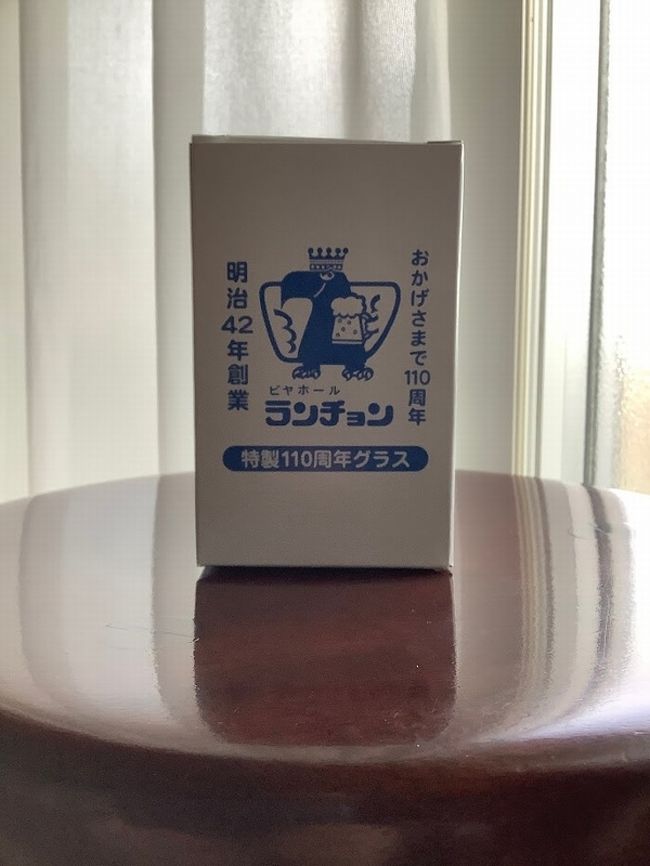 おかげさまで110周年
明治42年創業
ビヤホール
ランチョン
特製110周年グラス